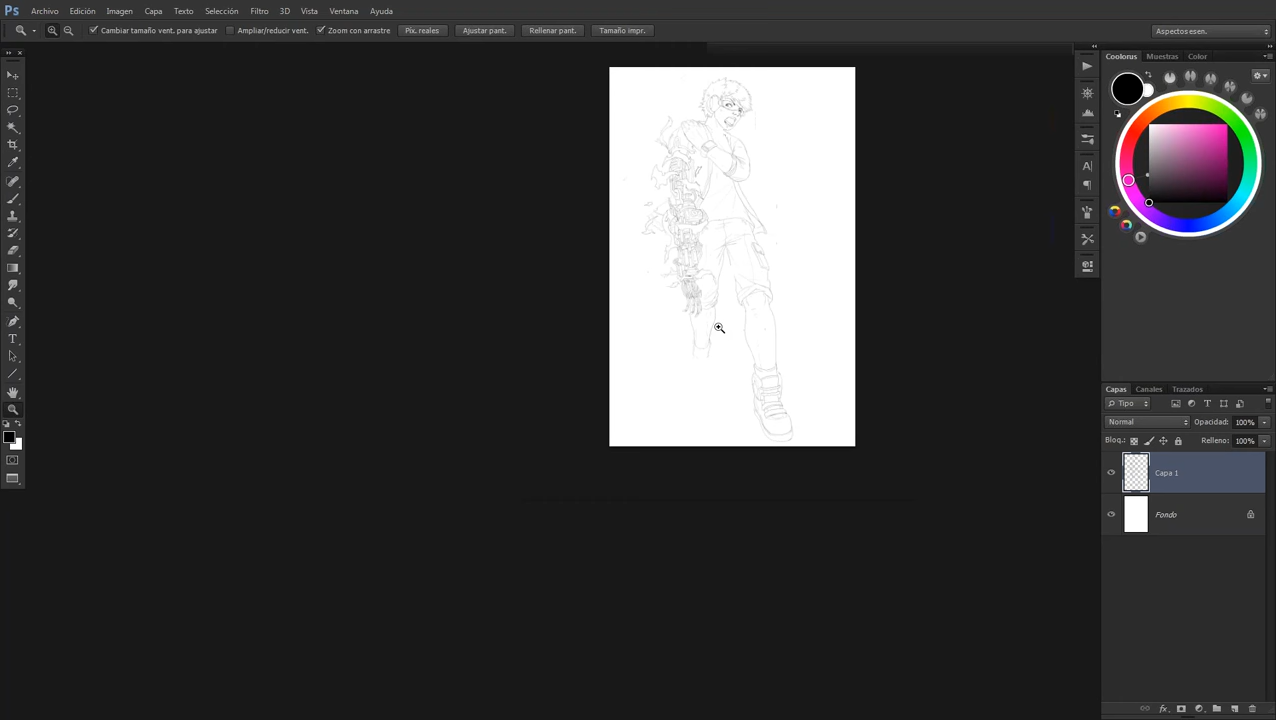 Ps Archivo Edición Imagen Capa Texto Selección Filtro 3D Vista Ventana Ayuda
Cambiar tamaño vent. para ajustar Ampliar/reducir vent. Zoom con arrastre Píx. reales Ajustar pant. Rellenar pant. Tamaño impr. Aspectos esen.
Coolorus Muestras Color
Capas Canales Trazados
Tipo
Normal Opacidad: 100%
Bloq.: Relleno: 100%
Capa 1
Fondo